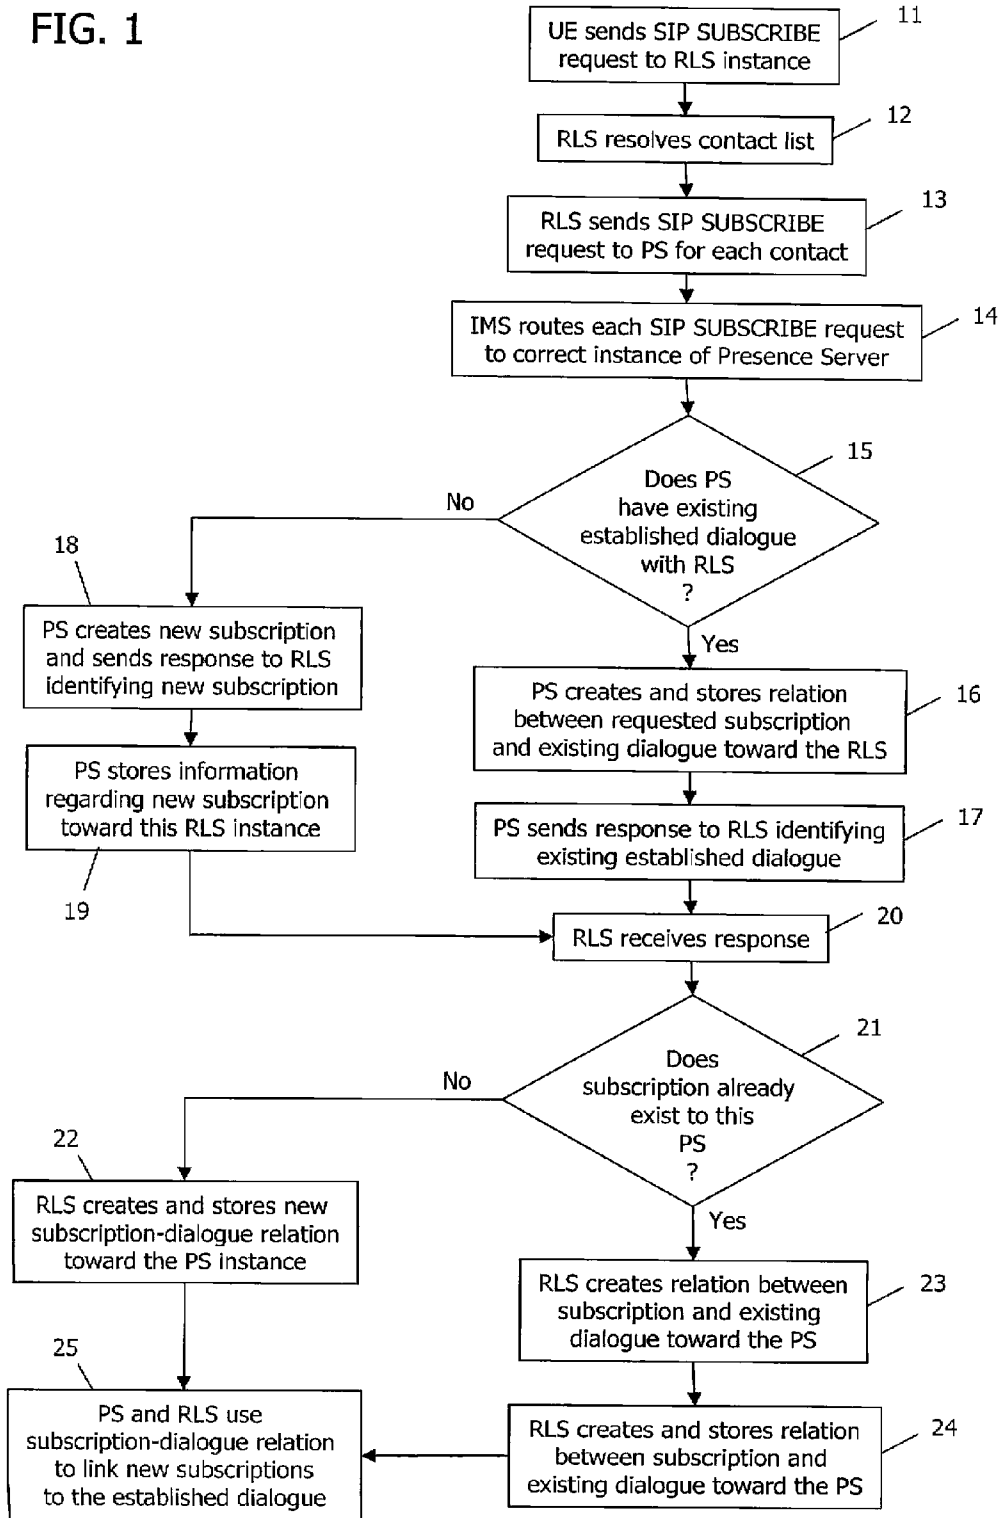 FIG. 1
UE sends SIP SUBSCRIBE
request to RLS instance
11
RLS resolves contact list
12
RLS sends SIP SUBSCRIBE
request to PS for each contact
13
IMS routes each SIP SUBSCRIBE request
to correct instance of Presence Server
14
Does PS
have existing
established dialogue
with RLS
?
15
No
Yes
18
PS creates new subscription
and sends response to RLS
identifying new subscription
PS creates and stores relation
between requested subscription
and existing dialogue toward the RLS
16
PS stores information
regarding new subscription
toward this RLS instance
19
PS sends response to RLS identifying
existing established dialogue
17
RLS receives response
20
Does
subscription already
exist to this
PS
?
21
No
Yes
22
RLS creates and stores new
subscription-dialogue relation
toward the PS instance
RLS creates relation between
subscription and existing
dialogue toward the PS
23
25
PS and RLS use
subscription-dialogue relation
to link new subscriptions
to the established dialogue
RLS creates and stores relation
between subscription and
existing dialogue toward the PS
24